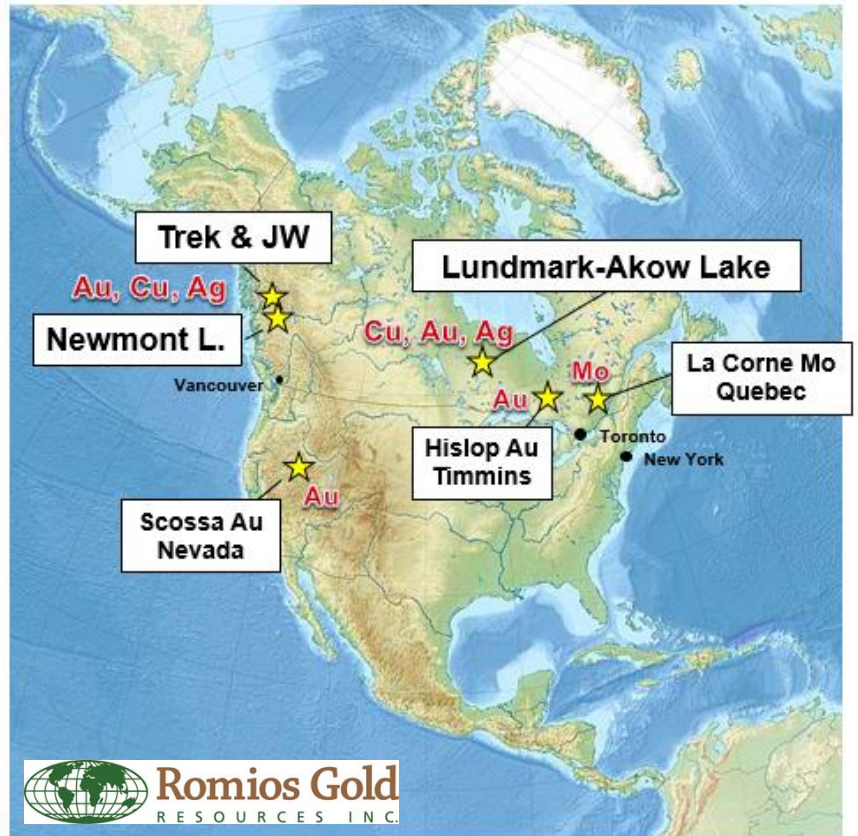 Trek & JW
Au, Cu, Ag
Newmont L.
Vancouver
Lundmark-Akow Lake
Cu, Au, Ag
Mo
La Corne Mo
Quebec
Au
Hislop Au
Timmins
Toronto
New York
Au
Scossa Au
Nevada
Romios Gold
RESOURCES INC.